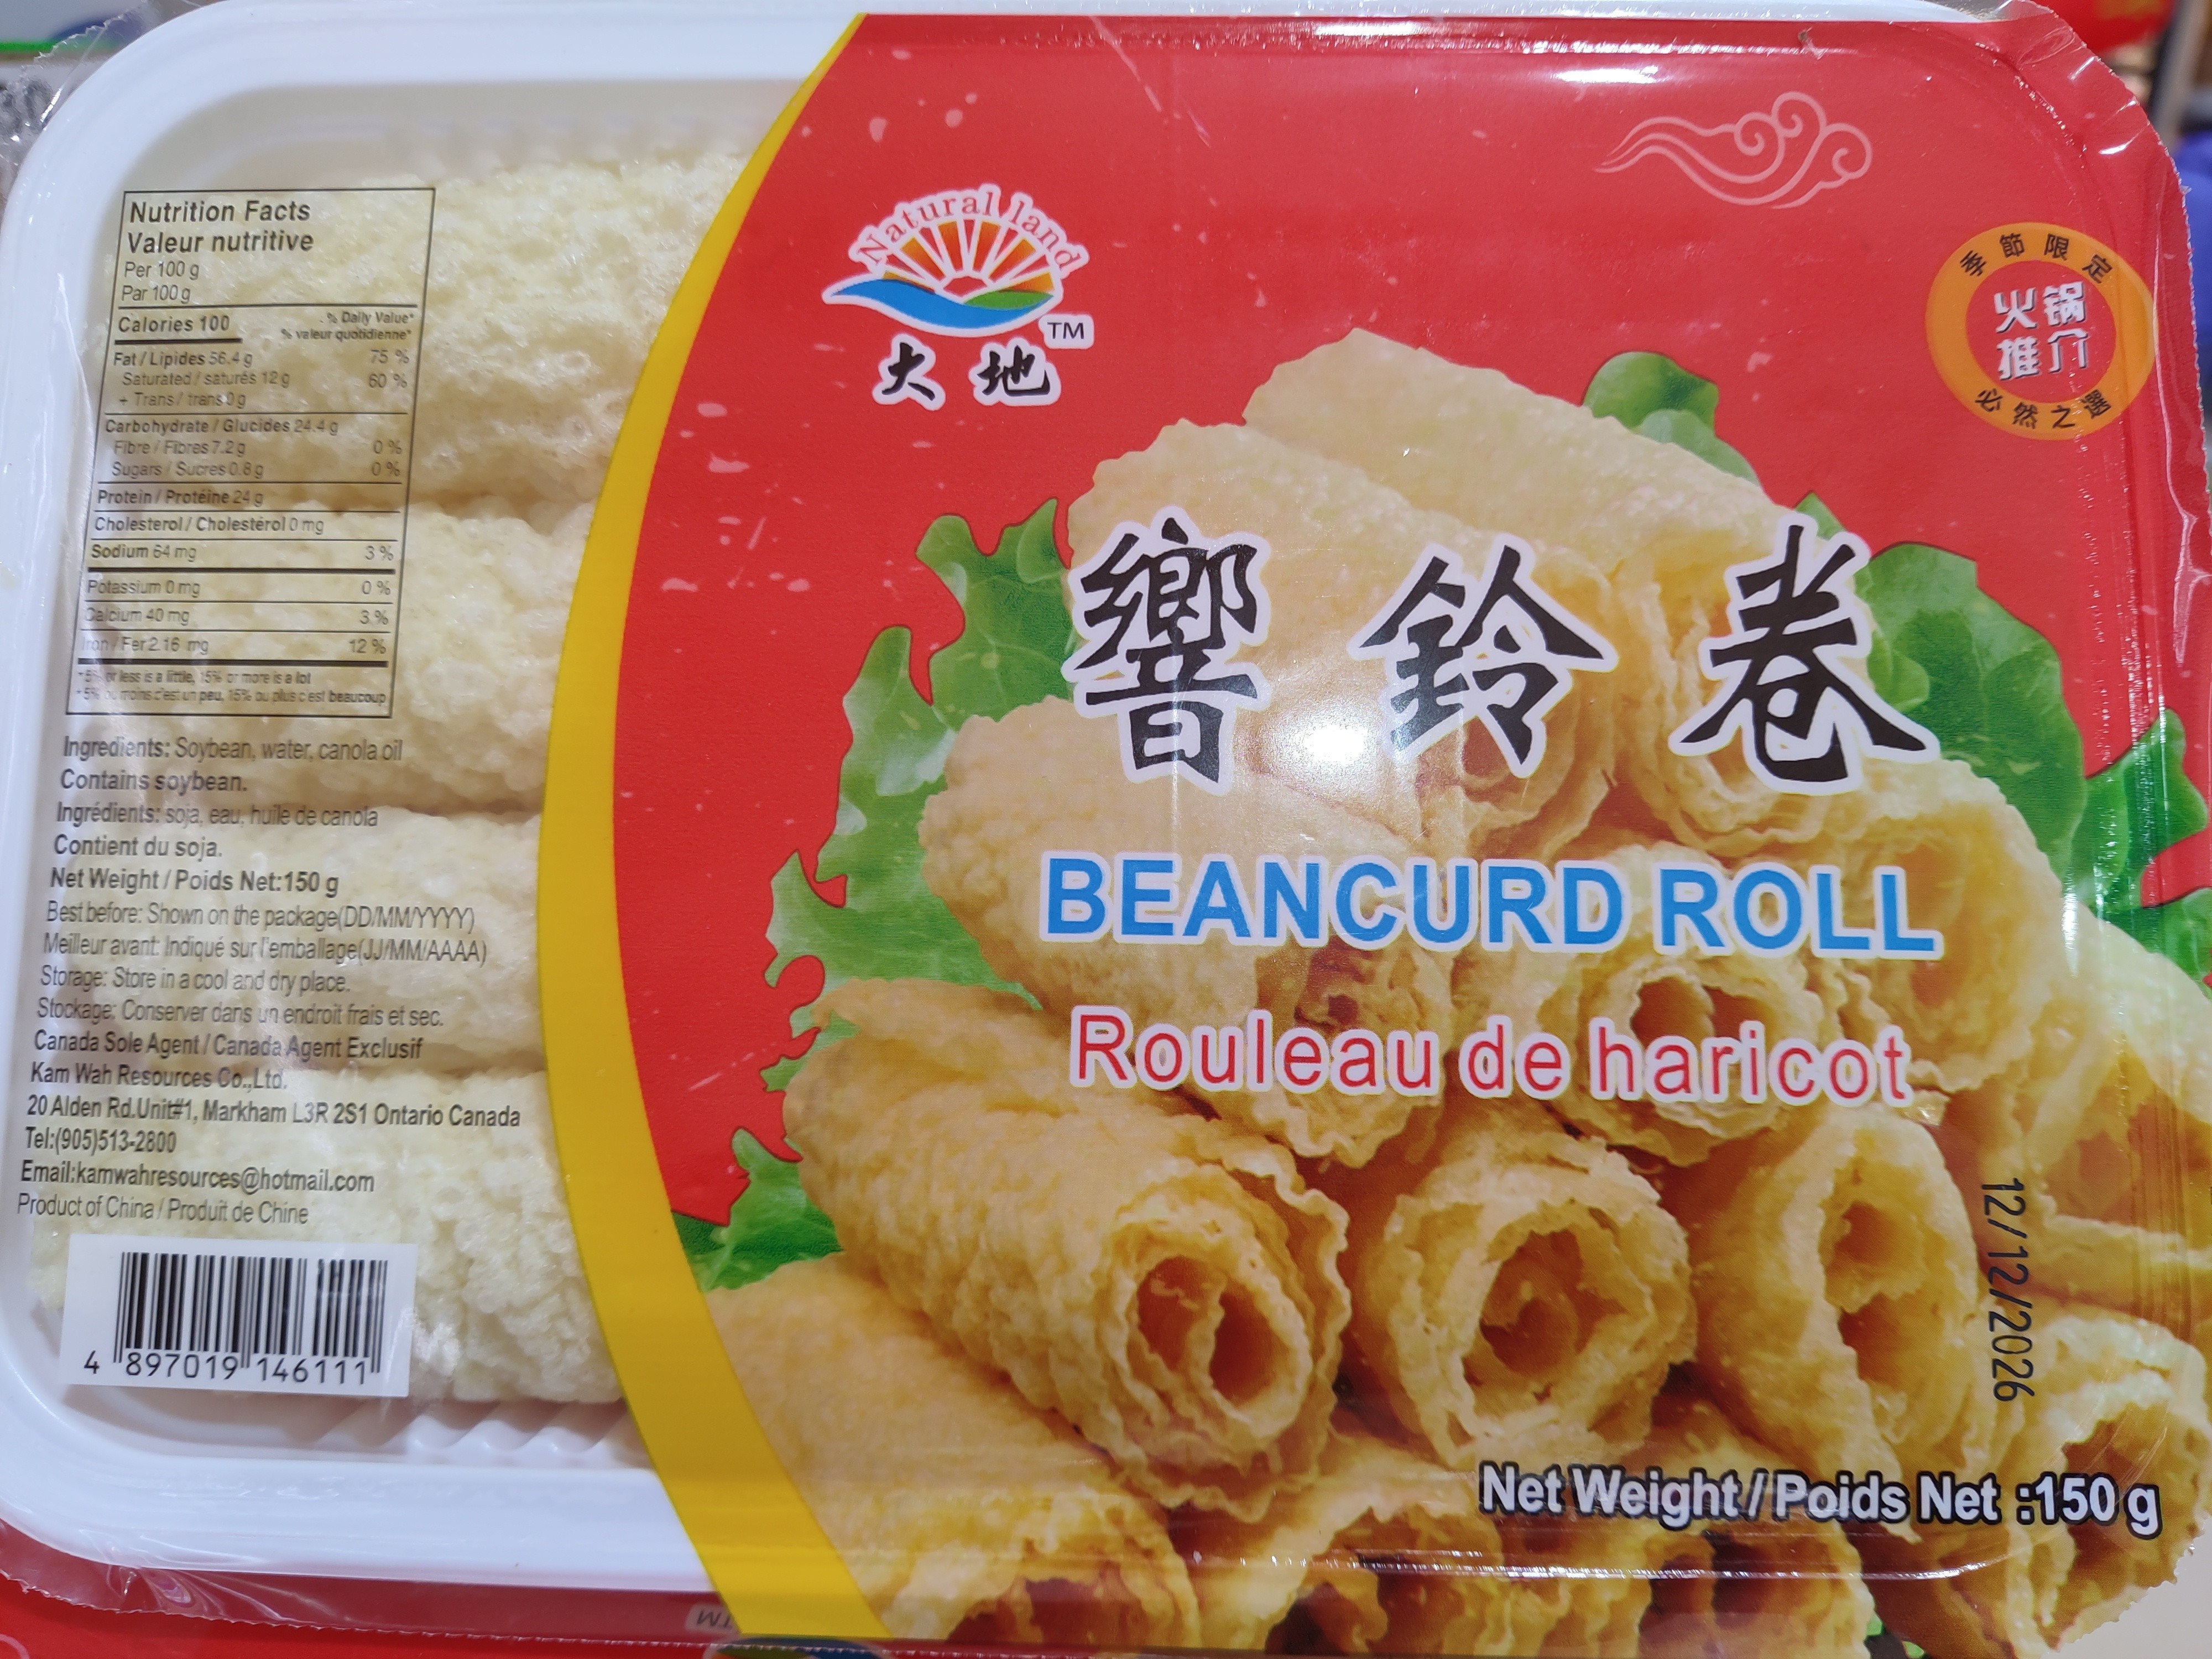 Nutrition Facts
Valeur nutritive
Per 100 g
Par 100 g
Calories 100
% Daily Value*
% valeur quotidienne*
Fat / Lipides 56.4 g 75 %
Saturated / saturés 12 g 60 %
+ Trans / trans 0 g
Carbohydrate / Glucides 24.4 g
Fibre / Fibres 7.2 g 0 %
Sugars / Sucres 0.8 g 0 %
Protein / Protéine 24 g
Cholesterol / Cholestérol 0 mg
Sodium 64 mg 3 %
Potassium 0 mg 0 %
Calcium 40 mg 3 %
Iron / Fer 2.16 mg 12 %
*5% or less is a little, 15% or more is a lot
*5% ou moins c'est un peu, 15% ou plus c'est beaucoup
Ingredients: Soybean, water, canola oil
Contains soybean.
Ingrédients: soja, eau, huile de canola
Contient du soja.
Net Weight / Poids Net:150 g
Best before: Shown on the package(DD/MM/YYYY)
Meilleur avant: Indiqué sur l'emballage(JJ/MM/AAAA)
Storage: Store in a cool and dry place.
Stockage: Conserver dans un endroit frais et sec.
Canada Sole Agent / Canada Agent Exclusif
Kam Wah Resources Co.,Ltd.
20 Alden Rd.Unit#1, Markham L3R 2S1 Ontario Canada
Tel:(905)513-2800
Email:kamwahresources@hotmail.com
Product of China / Produit de Chine
4 897019 146111
Natural land
TM
大地
季節限定
火锅
推介
必然之選
響鈴卷
BEANCURD ROLL
Rouleau de haricot
12/12/2026
Net Weight / Poids Net :150 g
TM